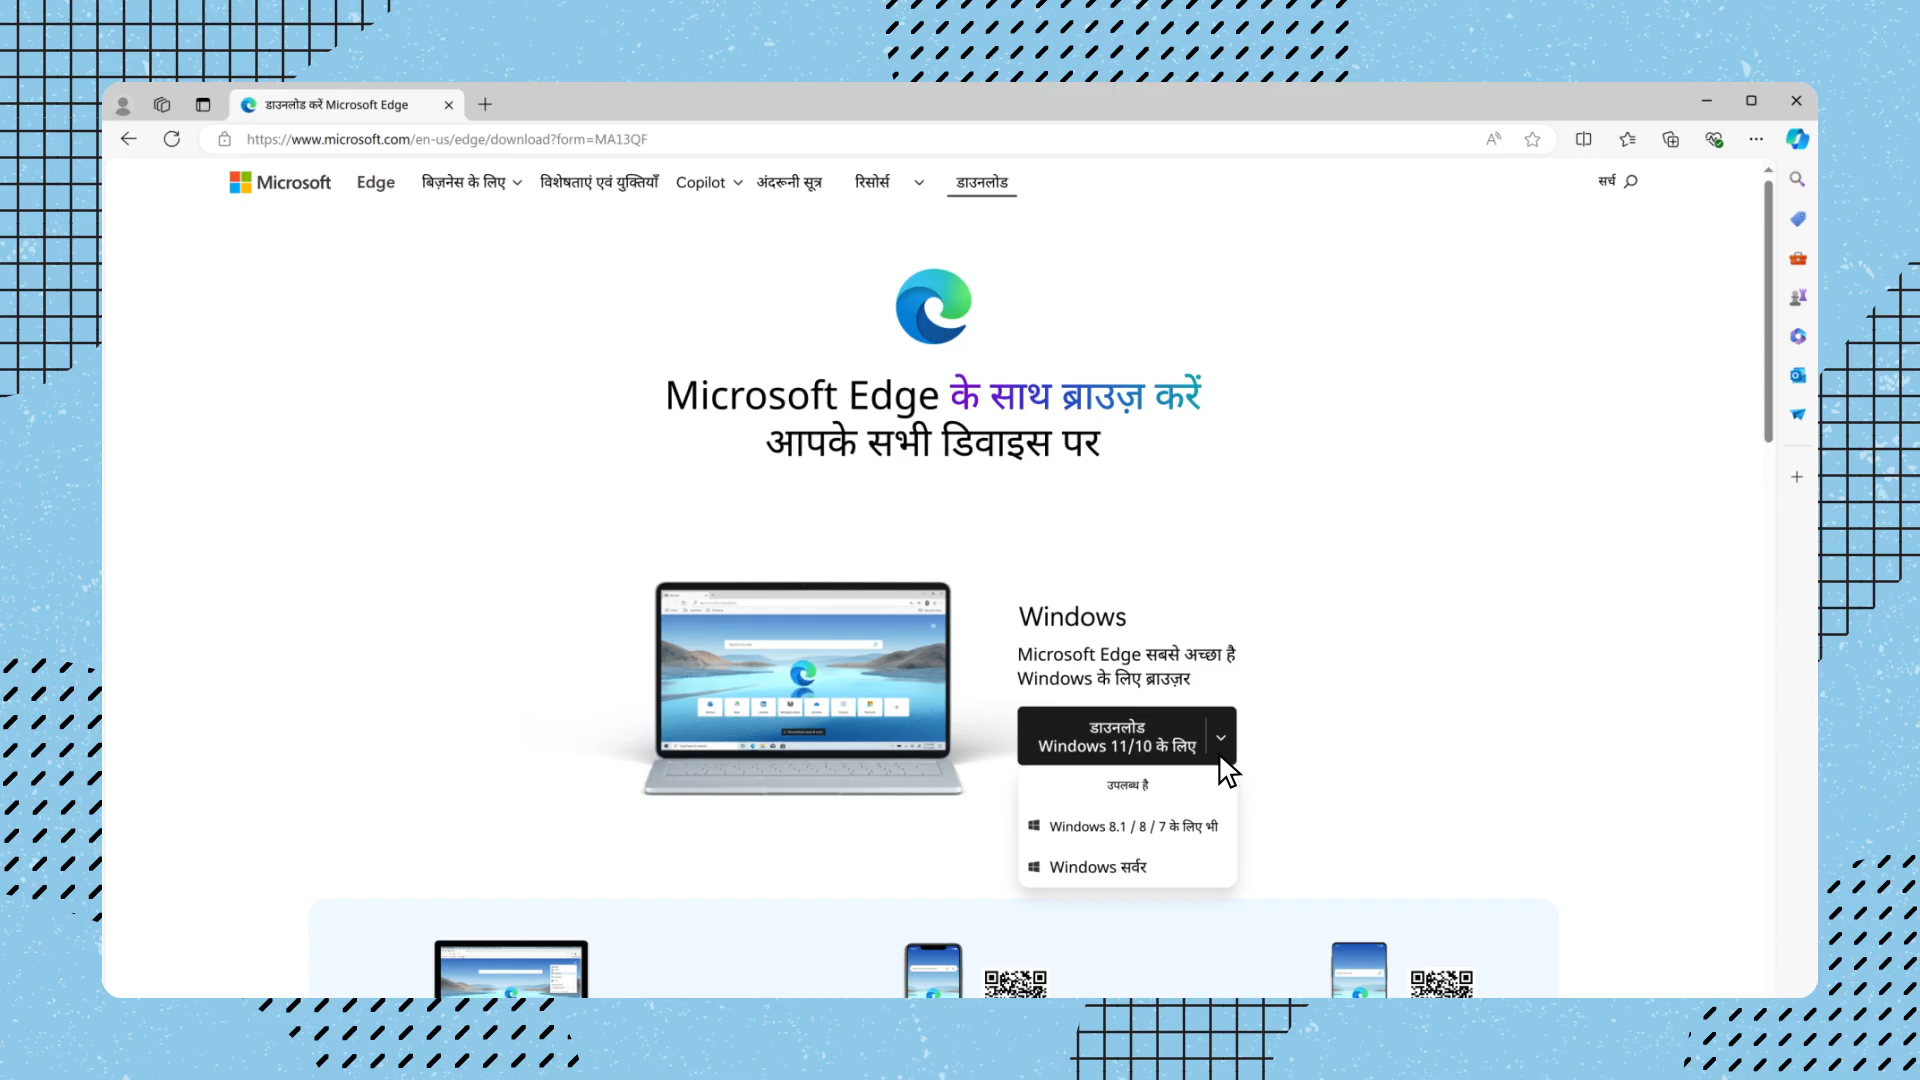 डाउनलोड करें Microsoft Edge
https://www.microsoft.com/en-us/edge/download?form=MA13QF
Microsoft Edge बिज़नेस के लिए विशेषताएं एवं युक्तियाँ Copilot अंदरूनी सूत्र रिसोर्स डाउनलोड सर्च
Microsoft Edge के साथ ब्राउज़ करें
आपके सभी डिवाइस पर
Windows
Microsoft Edge सबसे अच्छा है
Windows के लिए ब्राउज़र
डाउनलोड
Windows 11/10 के लिए
उपलब्ध है
Windows 8.1 / 8 / 7 के लिए भी
Windows सर्वर